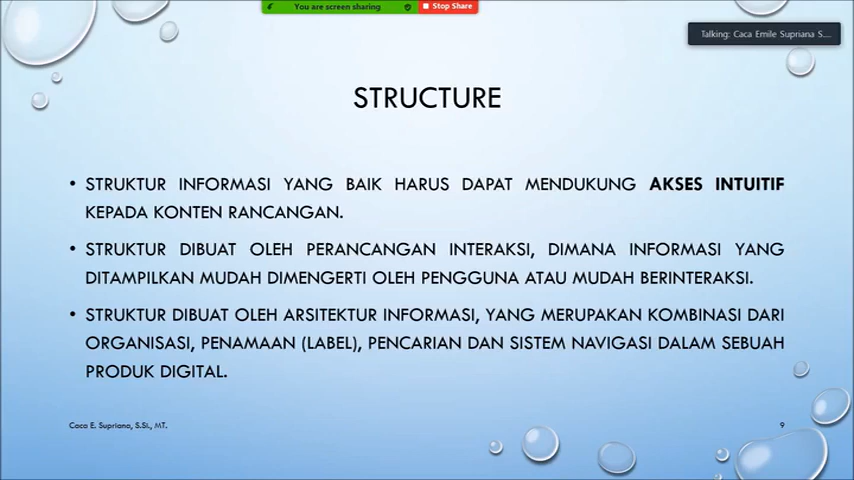 You are screen sharing
Stop Share
Talking: Caca Emile Supriana S....
STRUCTURE
• STRUKTUR INFORMASI YANG BAIK HARUS DAPAT MENDUKUNG AKSES INTUITIF
KEPADA KONTEN RANCANGAN.
• STRUKTUR DIBUAT OLEH PERANCANGAN INTERAKSI, DIMANA INFORMASI YANG
DITAMPILKAN MUDAH DIMENGERTI OLEH PENGGUNA ATAU MUDAH BERINTERAKSI.
• STRUKTUR DIBUAT OLEH ARSITEKTUR INFORMASI, YANG MERUPAKAN KOMBINASI DARI
ORGANISASI, PENAMAAN (LABEL), PENCARIAN DAN SISTEM NAVIGASI DALAM SEBUAH
PRODUK DIGITAL.
Caca E. Supriana, S.Si., MT.
9